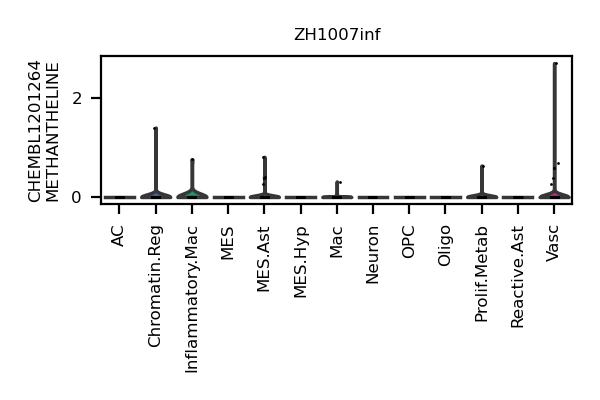 ZH1007inf
CHEMBL1201264
METHANTHELINE
2
0
AC
Chromatin.Reg
Inflammatory.Mac
MES
MES.Ast
MES.Hyp
Mac
Neuron
OPC
Oligo
Prolif.Metab
Reactive.Ast
Vasc